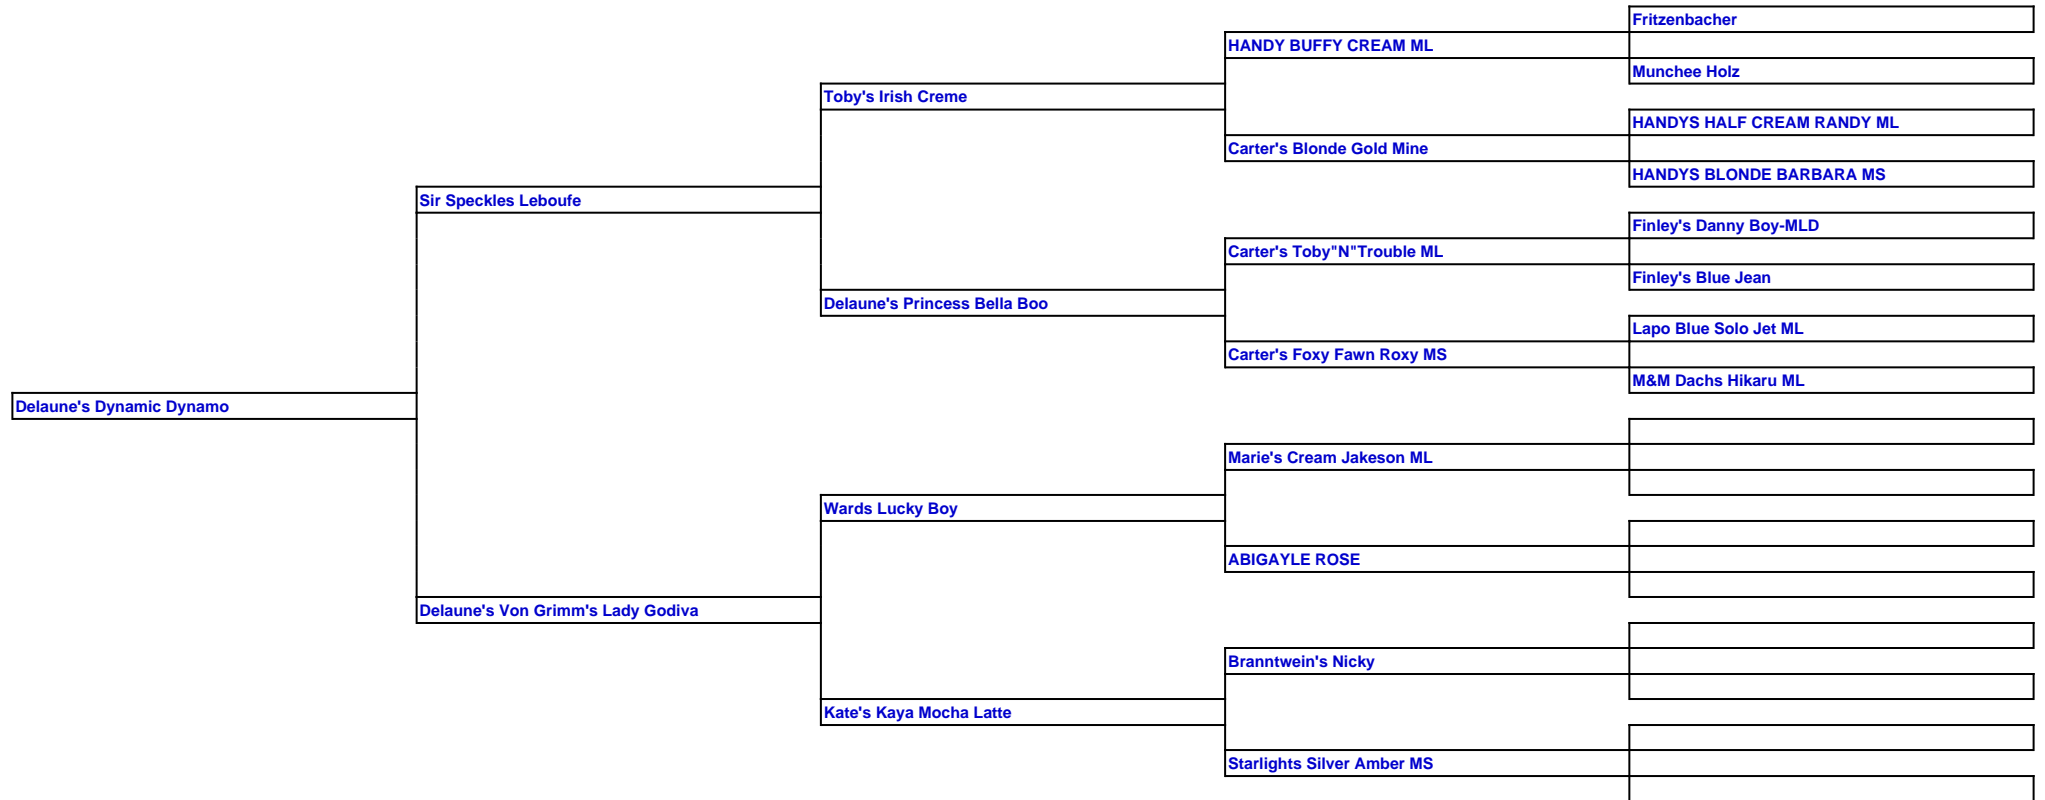 Fritzenbacher
HANDY BUFFY CREAM ML
Munchee Holz
Toby's Irish Creme
HANDYS HALF CREAM RANDY ML
Carter's Blonde Gold Mine
HANDYS BLONDE BARBARA MS
Sir Speckles Leboufe
Finley's Danny Boy-MLD
Carter's Toby"N"Trouble ML
Finley's Blue Jean
Delaune's Princess Bella Boo
Lapo Blue Solo Jet ML
Carter's Foxy Fawn Roxy MS
M&M Dachs Hikaru ML
Delaune's Dynamic Dynamo
Marie's Cream Jakeson ML
Wards Lucky Boy
ABIGAYLE ROSE
Delaune's Von Grimm's Lady Godiva
Branntwein's Nicky
Kate's Kaya Mocha Latte
Starlights Silver Amber MS